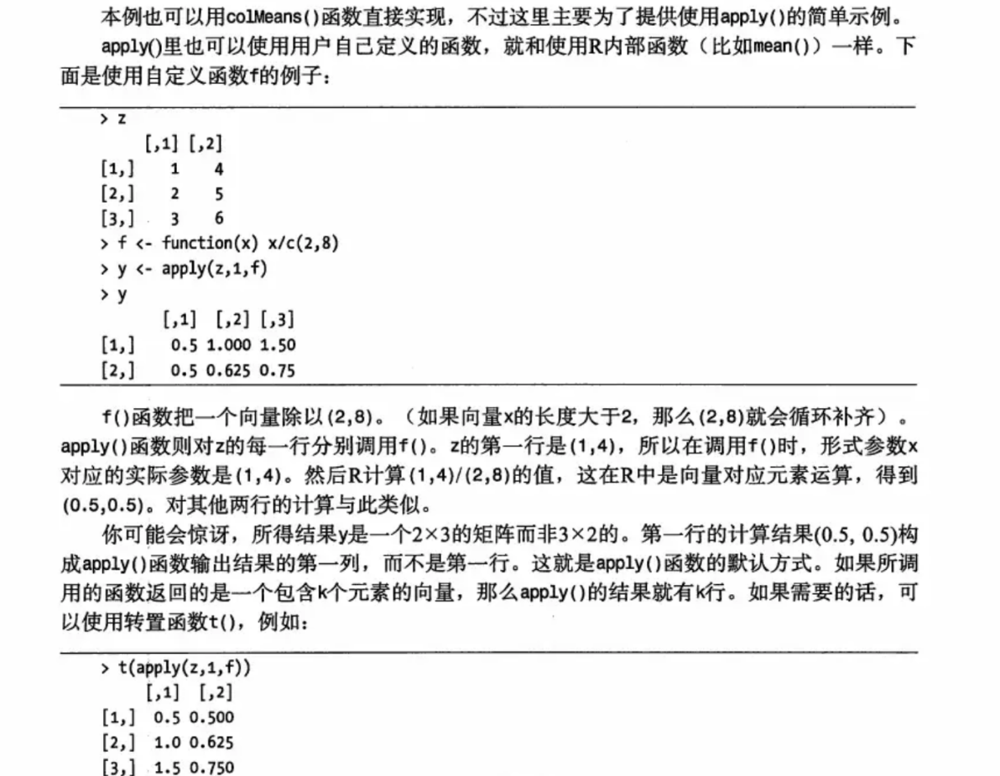 本例也可以用colMeans()函数直接实现，不过这里主要为了提供使用apply()的简单示例。
apply()里也可以使用用户自己定义的函数，就和使用R内部函数（比如mean()）一样。下
面是使用自定义函数f的例子：
> z
[,1] [,2]
[1,] 1 4
[2,] 2 5
[3,] 3 6
> f <- function(x) x/c(2,8)
> y <- apply(z,1,f)
> y
[,1] [,2] [,3]
[1,] 0.5 1.000 1.50
[2,] 0.5 0.625 0.75
f()函数把一个向量除以(2,8)。（如果向量x的长度大于2，那么(2,8)就会循环补齐）。
apply()函数则对z的每一行分别调用f()。z的第一行是(1,4)，所以在调用f()时，形式参数x
对应的实际参数是(1,4)。然后R计算(1,4)/(2,8)的值，这在R中是向量对应元素运算，得到
(0.5,0.5)。对其他两行的计算与此类似。
你可能会惊讶，所得结果y是一个2×3的矩阵而非3×2的。第一行的计算结果(0.5, 0.5)构
成apply()函数输出结果的第一列，而不是第一行。这就是apply()函数的默认方式。如果所调
用的函数返回的是一个包含k个元素的向量，那么apply()的结果就有k行。如果需要的话，可
以使用转置函数t()，例如：
> t(apply(z,1,f))
[,1] [,2]
[1,] 0.5 0.500
[2,] 1.0 0.625
[3,] 1.5 0.750